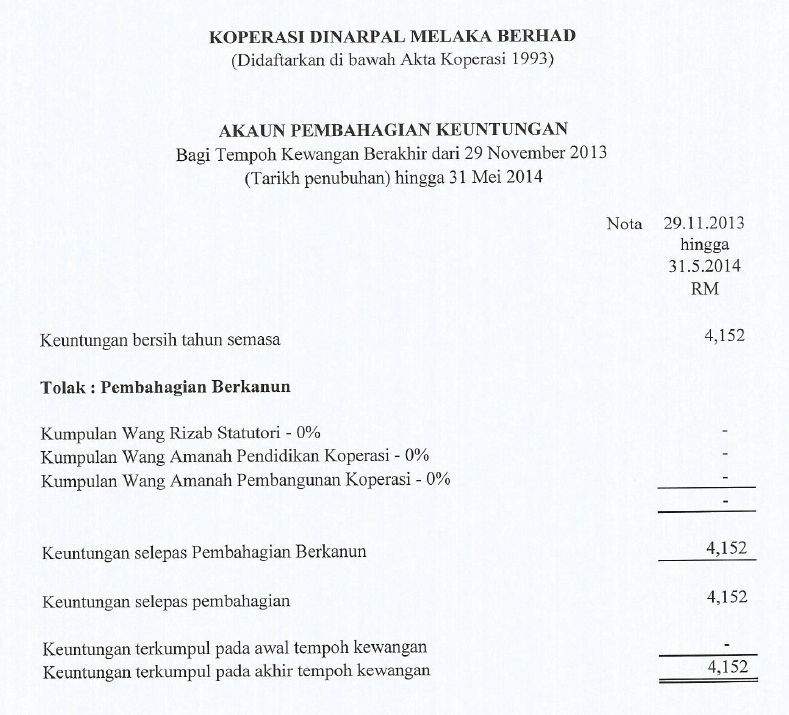 KOPERASI DINARPAL MELAKA BERHAD
(Didaftarkan di bawah Akta Koperasi 1993)
AKAUN PEMBAHAGIAN KEUNTUNGAN
Bagi Tempoh Kewangan Berakhir dari 29 November 2013
(Tarikh penubuhan) hingga 31 Mei 2014
Nota 29.11.2013
hingga
31.5.2014
RM
Keuntungan bersih tahun semasa 4,152
Tolak : Pembahagian Berkanun
Kumpulan Wang Rizab Statutori - 0% -
Kumpulan Wang Amanah Pendidikan Koperasi - 0% -
Kumpulan Wang Amanah Pembangunan Koperasi - 0% -
-
Keuntungan selepas Pembahagian Berkanun 4,152
Keuntungan selepas pembahagian 4,152
Keuntungan terkumpul pada awal tempoh kewangan -
Keuntungan terkumpul pada akhir tempoh kewangan 4,152